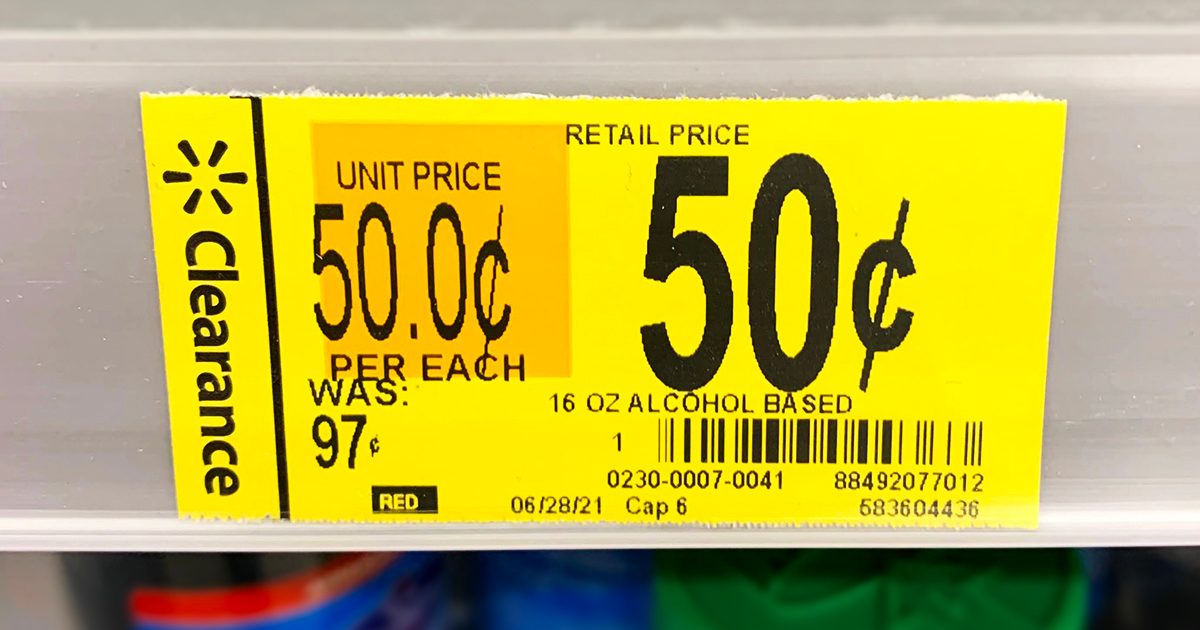 Clearance
UNIT PRICE
50.0¢
PER EACH
WAS:
97¢
RED
RETAIL PRICE
50¢
16 OZ ALCOHOL BASED
1
0230-0007-0041 88492077012
06/28/21 Cap 6 583604436